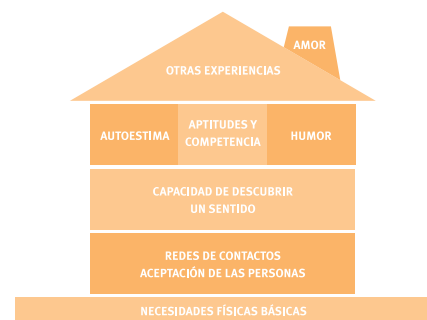 AMOR
OTRAS EXPERIENCIAS
AUTOESTIMA
APTITUDES Y
COMPETENCIA
HUMOR
CAPACIDAD DE DESCUBRIR
UN SENTIDO
REDES DE CONTACTOS
ACEPTACIÓN DE LAS PERSONAS
NECESIDADES FÍSICAS BÁSICAS